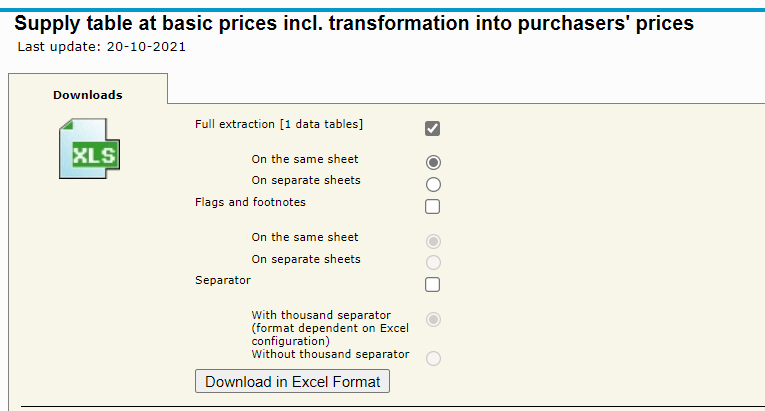 Supply table at basic prices incl. transformation into purchasers' prices
Last update: 20-10-2021
Downloads
XLS
Full extraction [1 data tables]
On the same sheet
On separate sheets
Flags and footnotes
On the same sheet
On separate sheets
Separator
With thousand separator
(format dependent on Excel
configuration)
Without thousand separator
Download in Excel Format